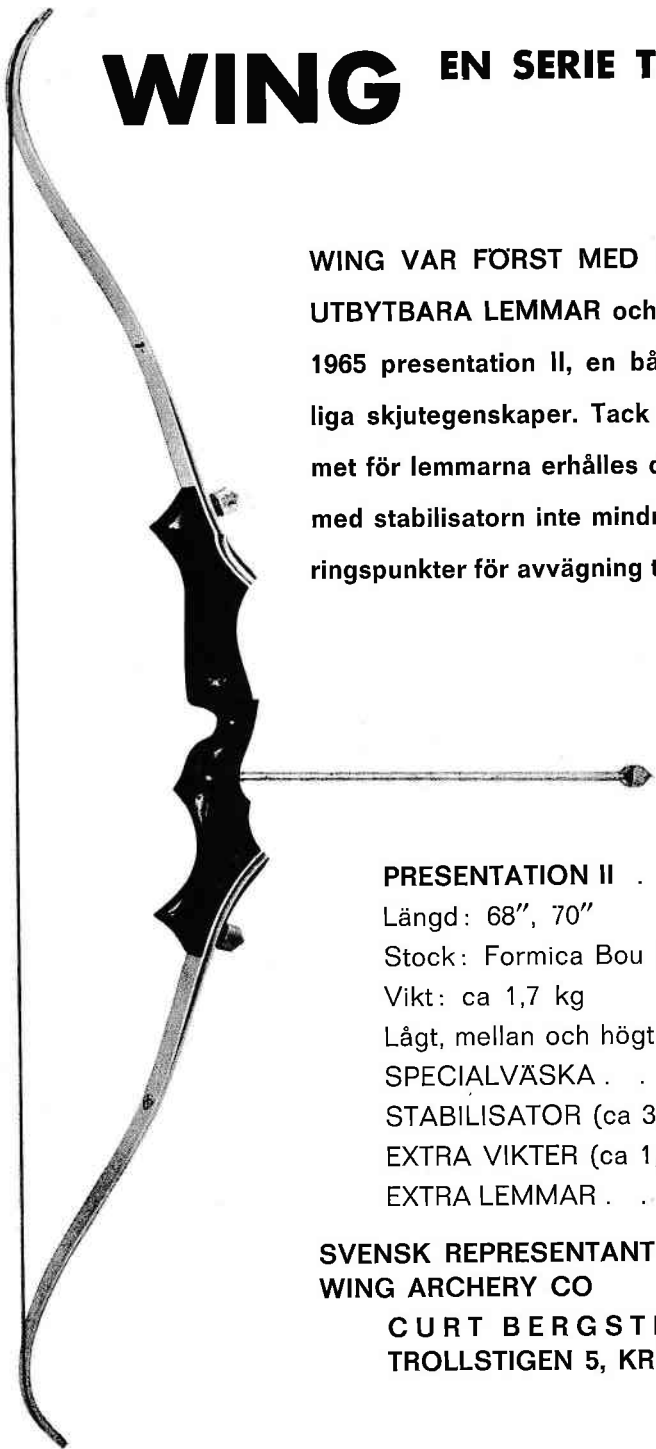 WING EN SERIE T
WING VAR FÖRST MED
UTBYTBARA LEMMAR och
1965 presentation II, en bå
liga skjutegenskaper. Tack
met för lemmarna erhålles d
med stabilisatorn inte mindr
ringspunkter för avvägning t
PRESENTATION II .
Längd: 68”, 70”
Stock: Formica Bou
Vikt: ca 1,7 kg
Lågt, mellan och högt
SPECIALVÄSKA . .
STABILISATOR (ca 3
EXTRA VIKTER (ca 1,
EXTRA LEMMAR . .
SVENSK REPRESENTANT
WING ARCHERY CO
CURT BERGST
TROLLSTIGEN 5, KR